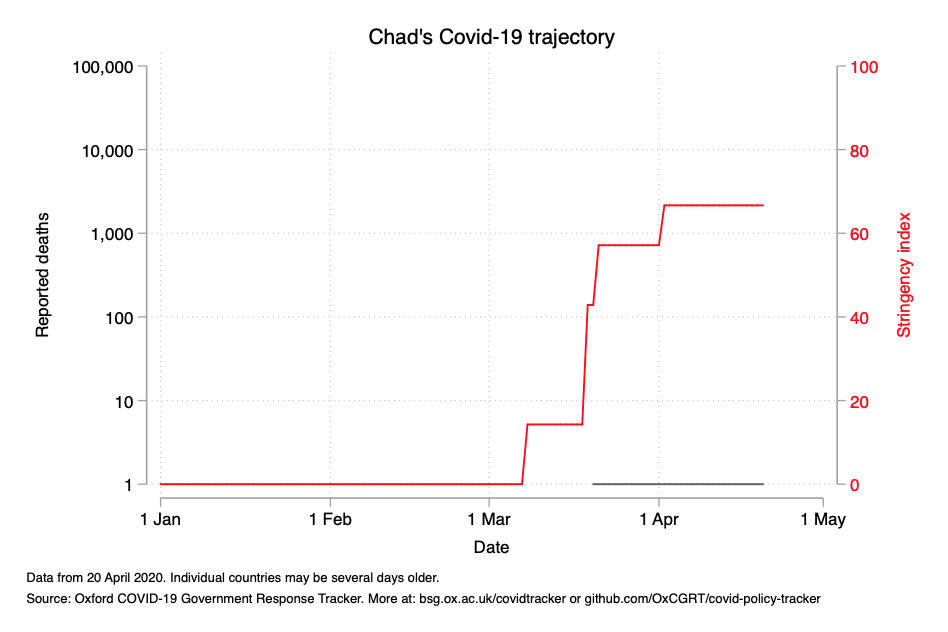 Chad's Covid-19 trajectory
100,000
10,000
1,000
100
10
1
Reported deaths
100
80
60
40
20
0
Stringency index
1 Jan
1 Feb
1 Mar
1 Apr
1 May
Date
Data from 20 April 2020. Individual countries may be several days older.
Source: Oxford COVID-19 Government Response Tracker. More at: bsg.ox.ac.uk/covidtracker or github.com/OxCGRT/covid-policy-tracker